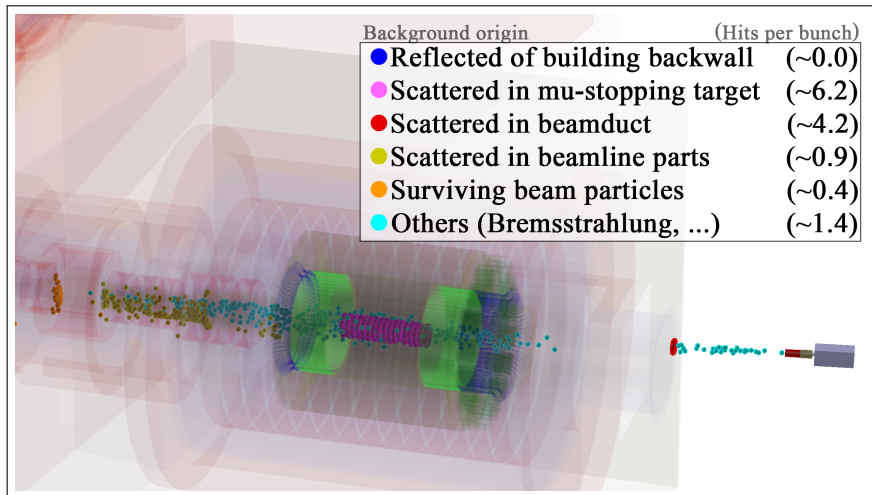 Background origin (Hits per bunch)
Reflected of building backwall (~0.0)
Scattered in mu-stopping target (~6.2)
Scattered in beamduct (~4.2)
Scattered in beamline parts (~0.9)
Surviving beam particles (~0.4)
Others (Bremsstrahlung, ...) (~1.4)